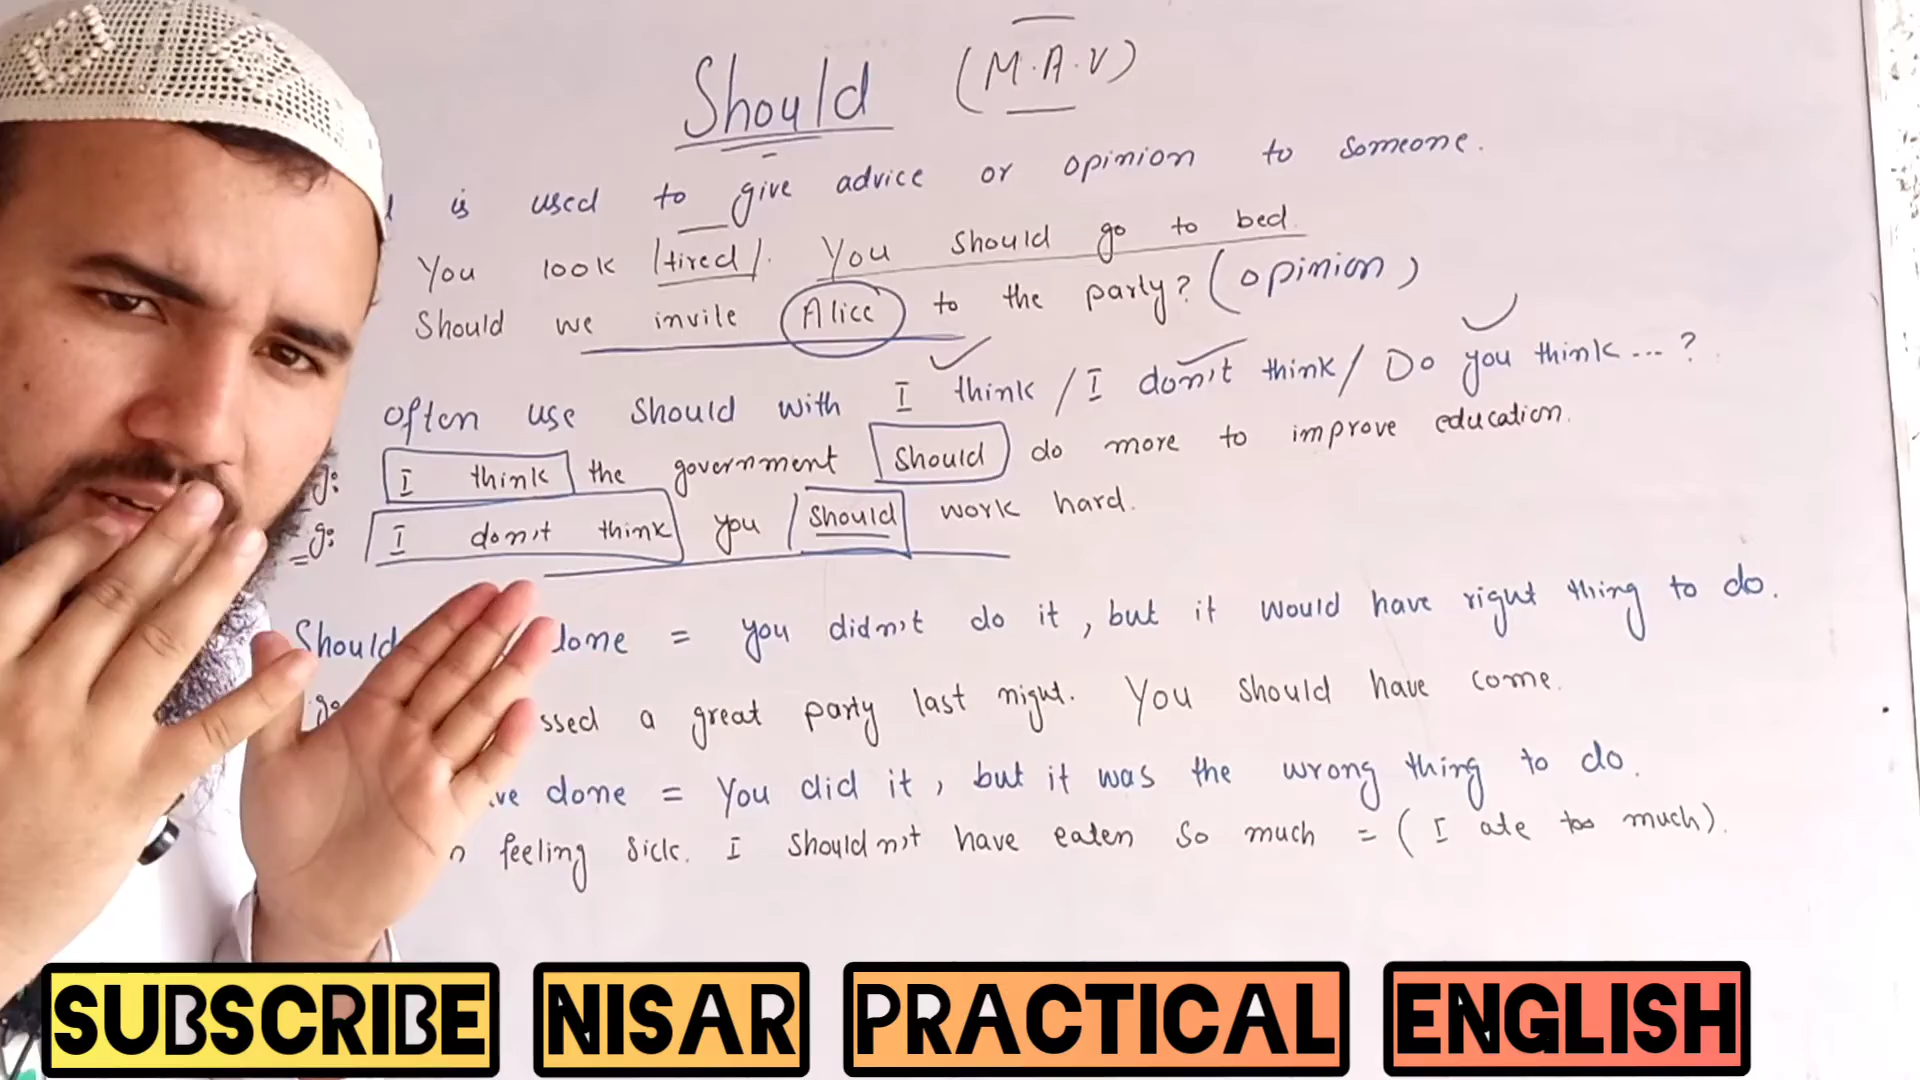 Should (M.A.V)
is used to give advice or opinion to someone.
You look tired. You should go to bed
Should we invile Alice to the party? (opinion)
often use should with I think / I don't think / Do you think ... ?
g: I think the government should do more to improve education.
g: I don't think you should work hard.
Should done = you didn't do it, but it would have right thing to do.
ssed a great party last night. You should have come.
ve done = You did it, but it was the wrong thing to do.
feeling sick. I shouldn't have eaten so much = ( I ate too much).
SUBSCRIBE NISAR PRACTICAL ENGLISH